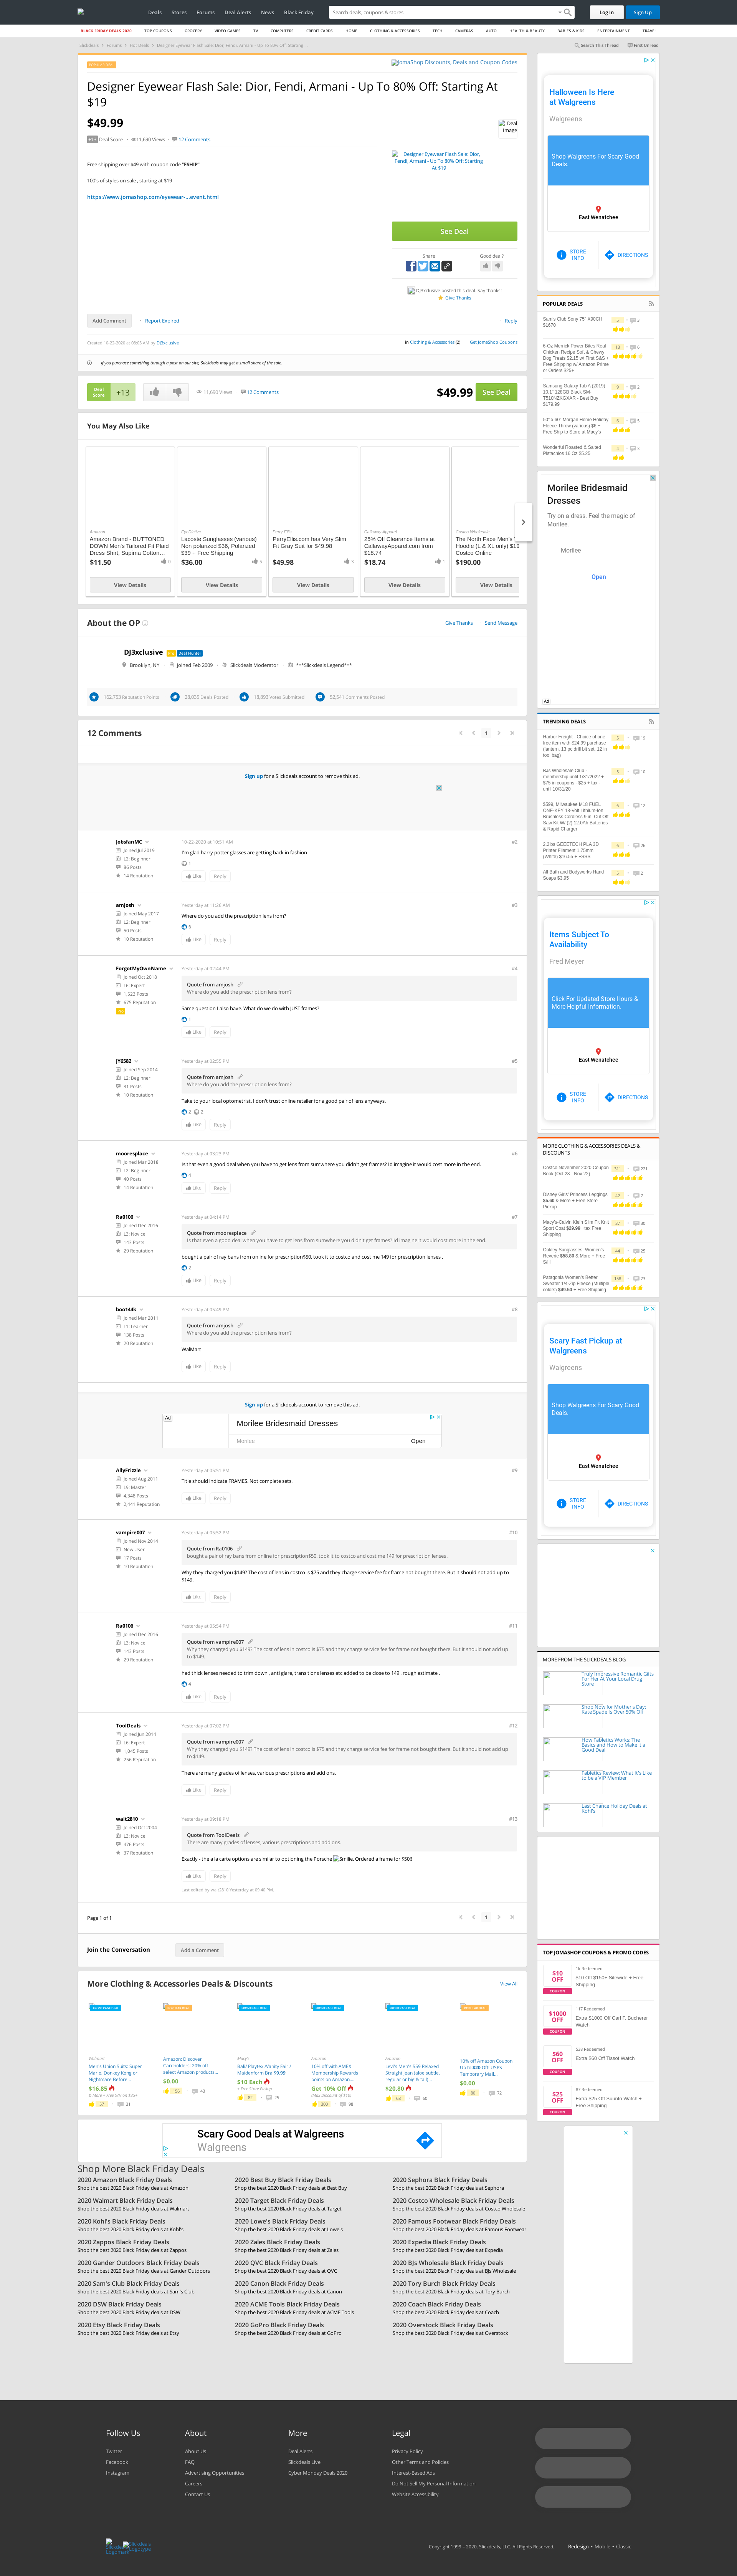 Deals Stores Forums Deal Alerts News Black Friday
Search deals, coupons & stores
Log In
Sign Up
BLACK FRIDAY DEALS 2020 TOP COUPONS GROCERY VIDEO GAMES TV COMPUTERS CREDIT CARDS HOME CLOTHING & ACCESSORIES TECH CAMERAS AUTO HEALTH & BEAUTY BABIES & KIDS ENTERTAINMENT TRAVEL
Slickdeals Forums Hot Deals Designer Eyewear Flash Sale: Dior, Fendi, Armani - Up To 80% Off: Starting...
Search This Thread
First Unread
JomaShop Discounts, Deals and Coupon Codes
Designer Eyewear Flash Sale: Dior, Fendi, Armani - Up To 80% Off: Starting At $19
$49.99
+13 Deal Score 11,690 Views 12 Comments
Deal Image
Free shipping over $49 with coupon code "FSHIP"
100's of styles on sale , starting at $19
https://www.jomashop.com/eyewear-...event.html
Designer Eyewear Flash Sale: Dior, Fendi, Armani - Up To 80% Off: Starting At $19
See Deal
Share
Good deal?
DJ3xclusive posted this deal. Say thanks!
Give Thanks
Add Comment
Report Expired
Reply
Created 10-22-2020 at 08:05 AM by DJ3xclusive
in Clothing & Accessories (2)
Get JomaShop Coupons
If you purchase something through a post on our site, Slickdeals may get a small share of the sale.
Deal Score +13
11,690 Views 12 Comments
$49.99
See Deal
You May Also Like
Amazon
Amazon Brand - BUTTONED DOWN Men's Tailored Fit Plaid Dress Shirt, Supima Cotton...
$11.50
View Details
EyeDictive
Lacoste Sunglasses (various) Non polarized $36, Polarized $39 + Free Shipping
$36.00
View Details
Perry Ellis
PerryEllis.com has Very Slim Fit Gray Suit for $49.98
$49.98
View Details
Callaway Apparel
25% Off Clearance Items at CallawayApparel.com from $18.74
$18.74
View Details
Costco Wholesale
The North Face Men's
Hoodie (L & XL only) $19
Costco Online
$190.00
View Details
About the OP
Give Thanks
Send Message
DJ3xclusive Pro Deal Hunter
Brooklyn, NY Joined Feb 2009 Slickdeals Moderator ***Slickdeals Legend***
162,753 Reputation Points
28,035 Deals Posted
18,893 Votes Submitted
52,541 Comments Posted
12 Comments
1
Sign up for a Slickdeals account to remove this ad.
JobsfanMC
Joined Jul 2019
L2: Beginner
86 Posts
14 Reputation
10-22-2020 at 10:51 AM
#2
I'm glad harry potter glasses are getting back in fashion
1
Like Reply
amjosh
Joined May 2017
L2: Beginner
50 Posts
10 Reputation
Yesterday at 11:26 AM
#3
Where do you add the prescription lens from?
6
Like Reply
ForgotMyOwnName
Joined Oct 2018
L6: Expert
1,523 Posts
675 Reputation
Pro
Yesterday at 02:44 PM
#4
Quote from amjosh
Where do you add the prescription lens from?
Same question I also have. What do we do with JUST frames?
1
Like Reply
JY6582
Joined Sep 2014
L2: Beginner
31 Posts
10 Reputation
Yesterday at 02:55 PM
#5
Quote from amjosh
Where do you add the prescription lens from?
Take to your local optometrist. I don't trust online retailer for a good pair of lens anyways.
2 2
Like Reply
mooresplace
Joined Mar 2018
L2: Beginner
40 Posts
14 Reputation
Yesterday at 03:23 PM
#6
Is that even a good deal when you have to get lens from sumwhere you didn't get frames? Id imagine it would cost more in the end.
4
Like Reply
Ra0106
Joined Dec 2016
L3: Novice
143 Posts
29 Reputation
Yesterday at 04:14 PM
#7
Quote from mooresplace
Is that even a good deal when you have to get lens from sumwhere you didn't get frames? Id imagine it would cost more in the end.
bought a pair of ray bans from online for prescription$50. took it to costco and cost me 149 for prescription lenses .
2
Like Reply
boo144k
Joined Mar 2011
L1: Learner
138 Posts
20 Reputation
Yesterday at 05:49 PM
#8
Quote from amjosh
Where do you add the prescription lens from?
WalMart
Like Reply
Sign up for a Slickdeals account to remove this ad.
Ad
Morilee Bridesmaid Dresses
Morilee
Open
AllyFrizzle
Joined Aug 2011
L9: Master
4,348 Posts
2,441 Reputation
Yesterday at 05:51 PM
#9
Title should indicate FRAMES. Not complete sets.
Like Reply
vampire007
Joined Nov 2014
New User
17 Posts
10 Reputation
Yesterday at 05:52 PM
#10
Quote from Ra0106
bought a pair of ray bans from online for prescription$50. took it to costco and cost me 149 for prescription lenses .
Why they charged you $149? The cost of lens in costco is $75 and they charge service fee for frame not bought there. But it should not add up to $149.
Like Reply
Ra0106
Joined Dec 2016
L3: Novice
143 Posts
29 Reputation
Yesterday at 05:54 PM
#11
Quote from vampire007
Why they charged you $149? The cost of lens in costco is $75 and they charge service fee for frame not bought there. But it should not add up to $149.
had thick lenses needed to trim down , anti glare, transitions lenses etc added to be close to 149 . rough estimate .
4
Like Reply
ToolDeals
Joined Jun 2014
L6: Expert
1,045 Posts
256 Reputation
Yesterday at 07:02 PM
#12
Quote from vampire007
Why they charged you $149? The cost of lens in costco is $75 and they charge service fee for frame not bought there. But it should not add up to $149.
There are many grades of lenses, various prescriptions and add ons.
Like Reply
walt2810
Joined Oct 2004
L3: Novice
476 Posts
37 Reputation
Yesterday at 09:18 PM
#13
Quote from ToolDeals
There are many grades of lenses, various prescriptions and add ons.
Exactly - the a la carte options are similar to optioning the Porsche Smilie. Ordered a frame for $50!!
Like Reply
Last edited by walt2810 Yesterday at 09:40 PM.
Page 1 of 1
1
Join the Conversation
Add a Comment
More Clothing & Accessories Deals & Discounts
View All
Walmart
Men's Union Suits: Super Mario, Donkey Kong or Nightmare Before...
$16.85
& More + Free S/H on $35+
57 31
Amazon: Discover Cardholders: 20% off select Amazon products...
$0.00
156 43
Macy's
Bali/ Playtex /Vanity Fair / Maidenform Bra $9.99
$10 Each
+ Free Store Pickup
82 25
Amazon
10% off with AMEX Membership Rewards points on Amazon...
Get 10% Off
(Max Discount of $15)
300 98
Amazon
Levi's Men's 559 Relaxed Straight Jean (size subtle, regular or big & tall)...
$20.80
68 60
10% off Amazon Coupon Up to $20 Off: USPS Temporary Mail...
$0.00
80 72
Scary Good Deals at Walgreens
Walgreens
Shop More Black Friday Deals
2020 Amazon Black Friday Deals
Shop the best 2020 Black Friday deals at Amazon
2020 Best Buy Black Friday Deals
Shop the best 2020 Black Friday deals at Best Buy
2020 Sephora Black Friday Deals
Shop the best 2020 Black Friday deals at Sephora
2020 Walmart Black Friday Deals
Shop the best 2020 Black Friday deals at Walmart
2020 Target Black Friday Deals
Shop the best 2020 Black Friday deals at Target
2020 Costco Wholesale Black Friday Deals
Shop the best 2020 Black Friday deals at Costco Wholesale
2020 Kohl's Black Friday Deals
Shop the best 2020 Black Friday deals at Kohl's
2020 Lowe's Black Friday Deals
Shop the best 2020 Black Friday deals at Lowe's
2020 Famous Footwear Black Friday Deals
Shop the best 2020 Black Friday deals at Famous Footwear
2020 Zappos Black Friday Deals
Shop the best 2020 Black Friday deals at Zappos
2020 Zales Black Friday Deals
Shop the best 2020 Black Friday deals at Zales
2020 Expedia Black Friday Deals
Shop the best 2020 Black Friday deals at Expedia
2020 Gander Outdoors Black Friday Deals
Shop the best 2020 Black Friday deals at Gander Outdoors
2020 QVC Black Friday Deals
Shop the best 2020 Black Friday deals at QVC
2020 BJs Wholesale Black Friday Deals
Shop the best 2020 Black Friday deals at BJs Wholesale
2020 Sam's Club Black Friday Deals
Shop the best 2020 Black Friday deals at Sam's Club
2020 Canon Black Friday Deals
Shop the best 2020 Black Friday deals at Canon
2020 Tory Burch Black Friday Deals
Shop the best 2020 Black Friday deals at Tory Burch
2020 DSW Black Friday Deals
Shop the best 2020 Black Friday deals at DSW
2020 ACME Tools Black Friday Deals
Shop the best 2020 Black Friday deals at ACME Tools
2020 Coach Black Friday Deals
Shop the best 2020 Black Friday deals at Coach
2020 Etsy Black Friday Deals
Shop the best 2020 Black Friday deals at Etsy
2020 GoPro Black Friday Deals
Shop the best 2020 Black Friday deals at GoPro
2020 Overstock Black Friday Deals
Shop the best 2020 Black Friday deals at Overstock
Halloween Is Here at Walgreens
Walgreens
Shop Walgreens For Scary Good Deals.
East Wenatchee
STORE INFO
DIRECTIONS
POPULAR DEALS
Sam's Club Sony 75" X90CH $1670
5 3
6-Oz Merrick Power Bites Real Chicken Recipe Soft & Chewy Dog Treats $2.15 w/ First S&S + Free Shipping w/ Amazon Prime or Orders $25+
13 6
Samsung Galaxy Tab A (2019) 10.1" 128GB Black SM-T510NZKGXAR - Best Buy $179.99
8 2
50" x 60" Morgan Home Holiday Fleece Throw (various) $6 + Free Ship to Store at Macy's
6 5
Wonderful Roasted & Salted Pistachios 16 Oz $5.25
4 3
Morilee Bridesmaid Dresses
Try on a dress. Feel the magic of Morilee.
Morilee
Open
Ad
TRENDING DEALS
Harbor Freight - Choice of one free item with $24.99 purchase (lantern, 13 pc drill bit set, 12 in tool bag)
5 19
BJs Wholesale Club - membership until 1/31/2022 + $75 in coupons - $25 + tax - until 10/31/20
5 19
$599, Milwaukee M18 FUEL ONE-KEY 18-Volt Lithium-Ion Brushless Cordless 9 in. Cut Off Saw Kit W/ (2) 12.0Ah Batteries & Rapid Charger
6 12
2.2lbs GEEETECH PLA 3D Printer Filament 1.75mm (White) $16.55 + FSSS
6 26
All Bath and Bodyworks Hand Soaps $3.95
5 2
Items Subject To Availability
Fred Meyer
Click For Updated Store Hours & More Helpful Information.
East Wenatchee
STORE INFO
DIRECTIONS
MORE CLOTHING & ACCESSORIES DEALS & DISCOUNTS
Costco November 2020 Coupon Book (Oct 28 - Nov 22)
311 221
Disney Girls' Princess Leggings $5.60 & More + Free Store Pickup
42 7
Macy's Calvin Klein Slim Fit Knit Sport Coat $29.99 +tax Free Shipping
37 30
Oakley Sunglasses: Women's Reverie $58.80 & More + Free S/H
44 25
Patagonia Women's Better Sweater 1/4-Zip Fleece (Multiple colors) $49.50 + Free Shipping
158 73
Scary Fast Pickup at Walgreens
Walgreens
Shop Walgreens For Scary Good Deals.
East Wenatchee
STORE INFO
DIRECTIONS
MORE FROM THE SLICKDEALS BLOG
Truly Impressive Romantic Gifts For Her At Your Local Drug Store
Shop Now for Mother's Day: Kate Spade Is Over 50% Off
How Fabletics Works: The Basics and How to Make it a Good Deal
Fabletics Review: What It's Like to be a VIP Member
Last Chance Holiday Deals at Kohl's
TOP JOMASHOP COUPONS & PROMO CODES
$10 OFF
COUPON
1k Redeemed
$10 Off $150+ Sitewide + Free Shipping
$1000 OFF
COUPON
117 Redeemed
Extra $1000 Off Carl F. Bucherer Watch
$60 OFF
COUPON
538 Redeemed
Extra $60 Off Tissot Watch
$25 OFF
COUPON
87 Redeemed
Extra $25 Off Suunto Watch + Free Shipping
Follow Us
Twitter
Facebook
Instagram
About
About Us
FAQ
Advertising Opportunities
Careers
Contact Us
More
Deal Alerts
Slickdeals Live
Cyber Monday Deals 2020
Legal
Privacy Policy
Other Terms and Policies
Interest-Based Ads
Do Not Sell My Personal Information
Website Accessibility
Slickdeals Logomark
Slickdeals Logotype
Copyright 1999 – 2020. Slickdeals, LLC. All Rights Reserved.
Redesign • Mobile • Classic